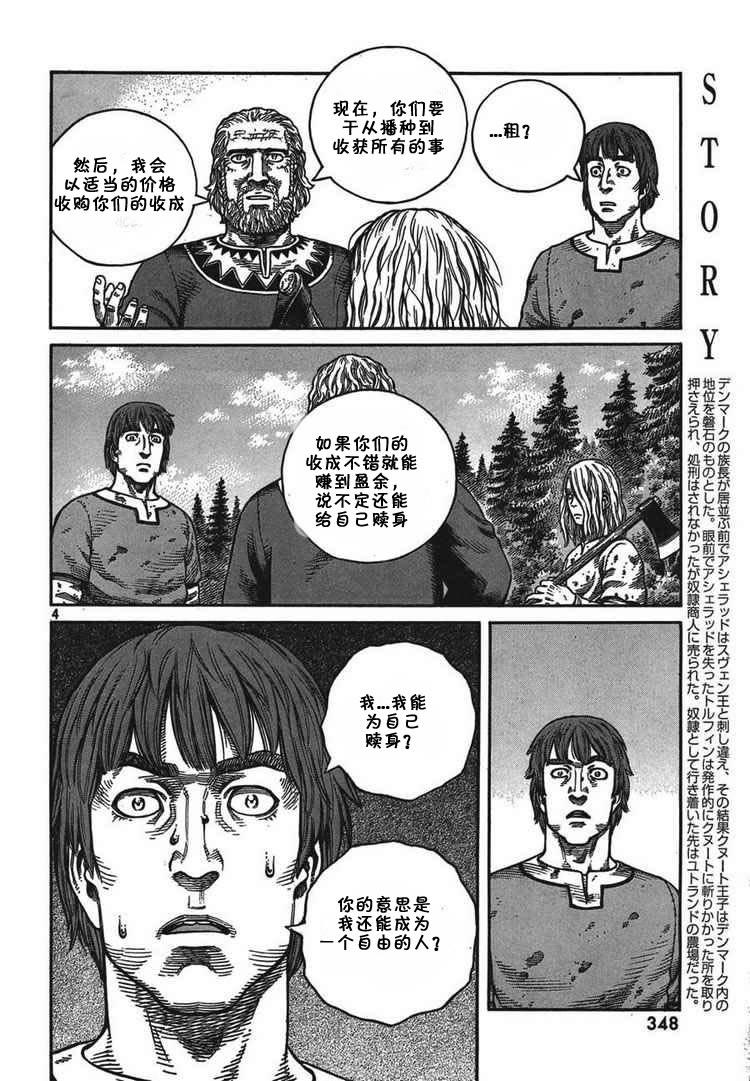 …租？
现在，你们要
干从播种到
收获所有的事
然后，我会
以适当的价格
收购你们的收成
如果你们的
收成不错就能
赚到盈余，
说不定还能
给自己赎身
4
我…我能
为自己
赎身？
你的意思是
我还能成为
一个自由的人？
348
STORY
デンマークの族長が居並ぶ前でアシェラッドはスヴェン王と刺し違え、その結果クヌート王子はデンマーク内の
地位を磐石のものとした。眼前でアシェラッドを失ったトルフィンは発作的にクヌートに斬りかかった所を取り
押さえられ、処刑はされなかったが奴隷商人に売られた。奴隷として行き着いた先はユトランドの農場だった。